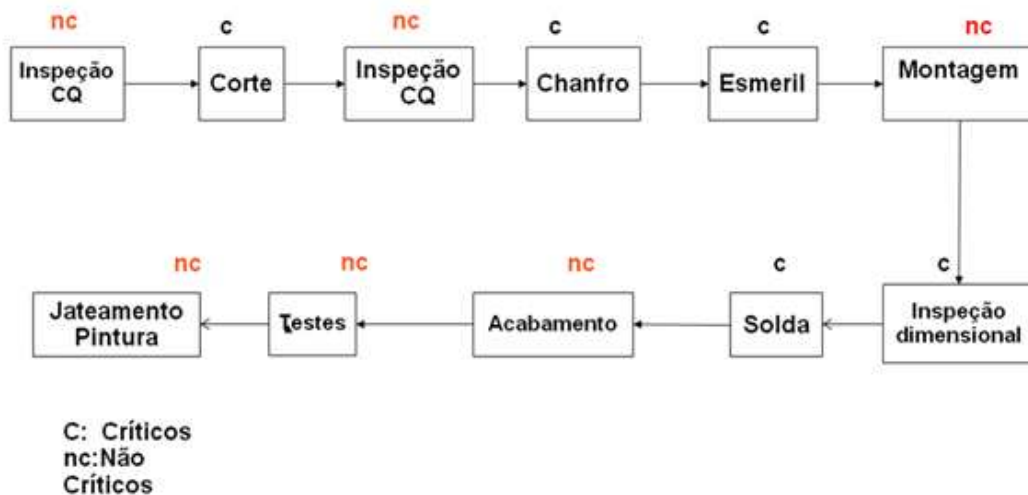 nc
c
nc
c
c
nc
Inspeção
CQ
Corte
Inspeção
CQ
Chanfro
Esmeril
Montagem
nc
nc
nc
c
c
Jateamento
Pintura
Testes
Acabamento
Solda
Inspeção
dimensional
C: Críticos
nc:Não
Críticos